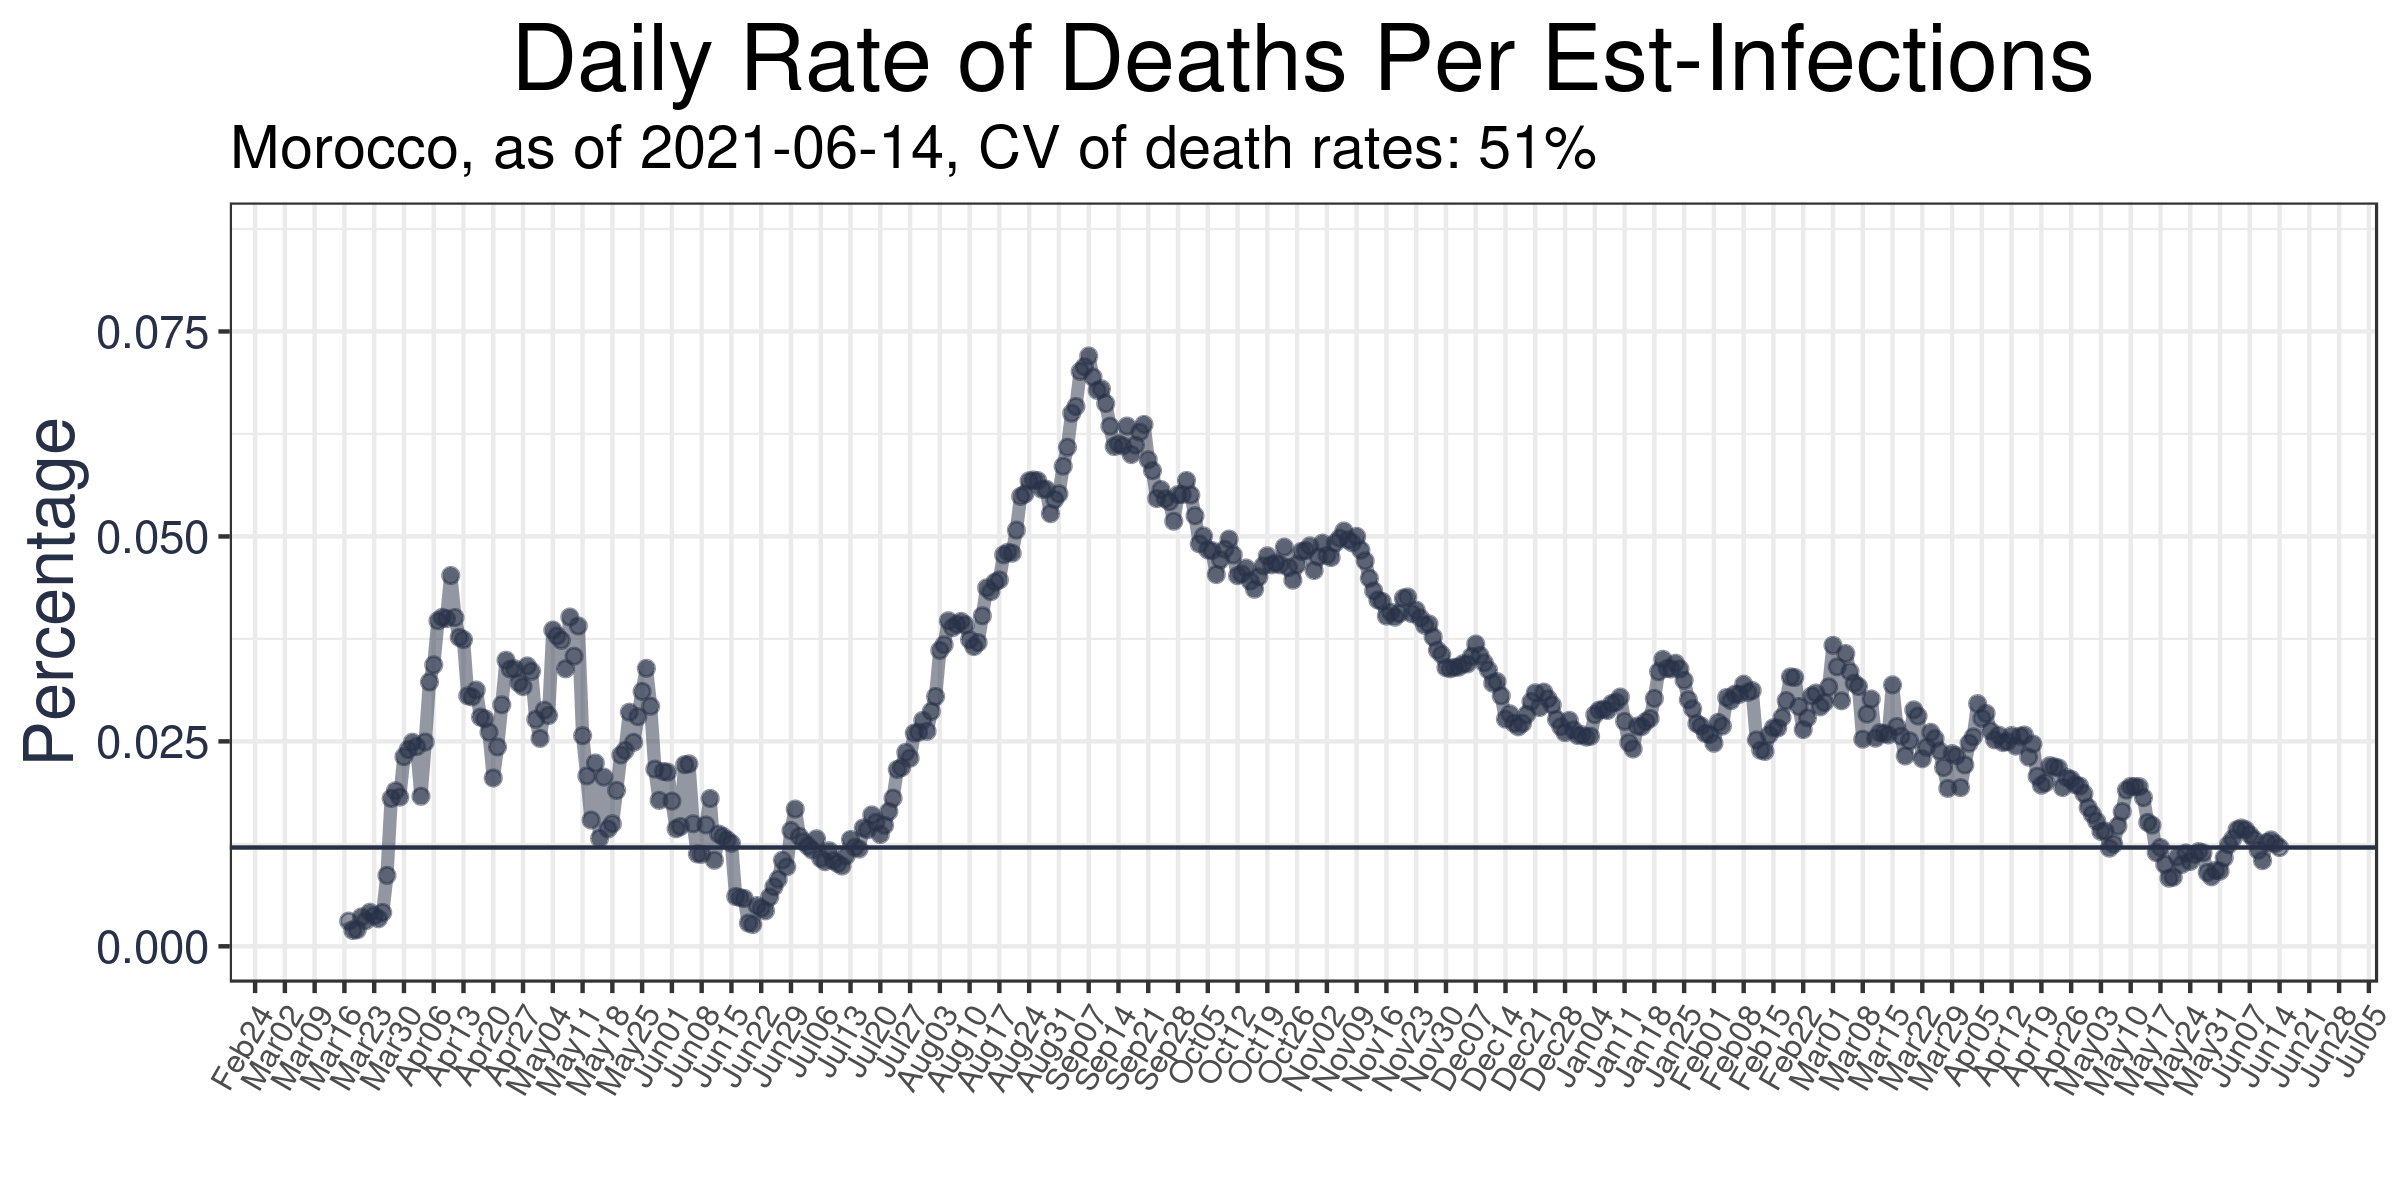 Daily Rate of Deaths Per Est-Infections
Morocco, as of 2021-06-14, CV of death rates: 51%
Percentage
0.075
0.050
0.025
0.000
Feb24
Mar02
Mar09
Mar16
Mar23
Mar30
Apr06
Apr13
Apr20
Apr27
May04
May11
May18
May25
Jun01
Jun08
Jun15
Jun22
Jun29
Jul06
Jul13
Jul20
Jul27
Aug03
Aug10
Aug17
Aug24
Aug31
Sep07
Sep14
Sep21
Sep28
Oct05
Oct12
Oct19
Oct26
Nov02
Nov09
Nov16
Nov23
Nov30
Dec07
Dec14
Dec21
Dec28
Jan04
Jan11
Jan18
Jan25
Feb01
Feb08
Feb15
Feb22
Mar01
Mar08
Mar15
Mar22
Mar29
Apr05
Apr12
Apr19
Apr26
May03
May10
May17
May24
May31
Jun07
Jun14
Jun21
Jun28
Jul05